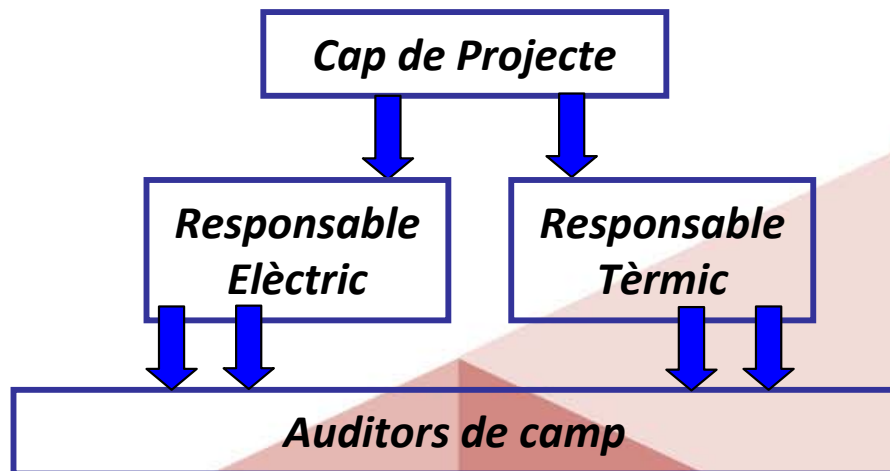 Cap de Projecte
Responsable
Elèctric
Responsable
Tèrmic
Auditors de camp